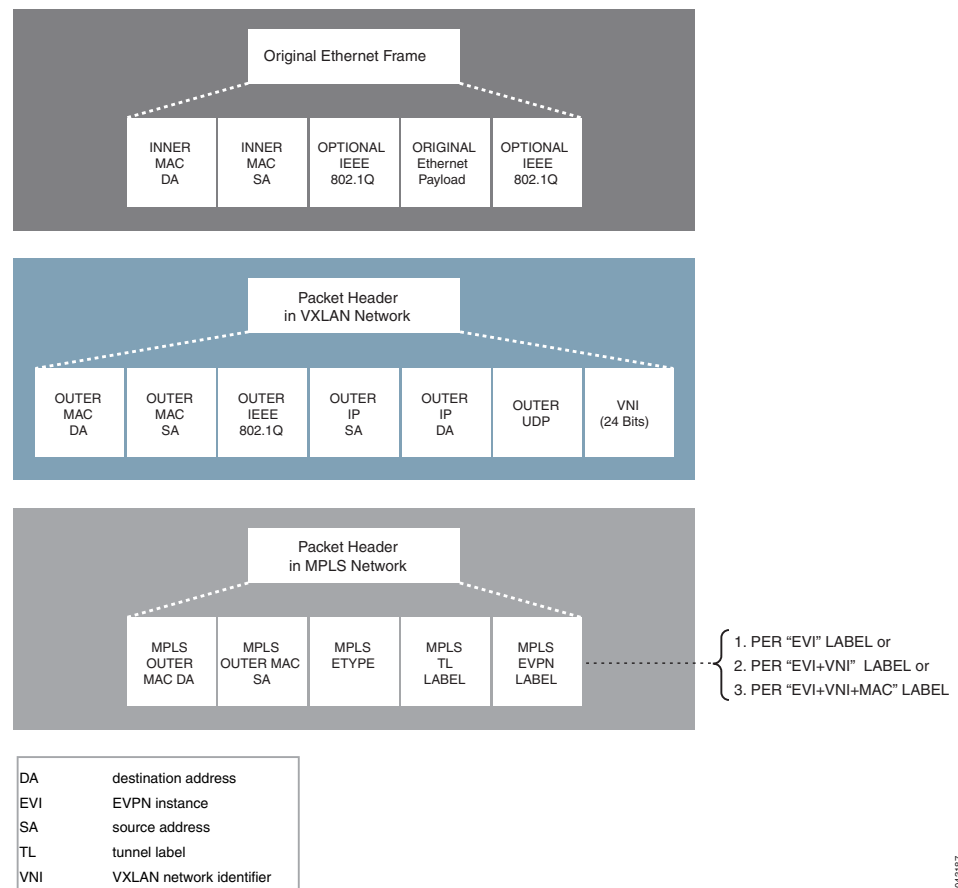 Original Ethernet Frame
INNER
MAC
DA
INNER
MAC
SA
OPTIONAL
IEEE
802.1Q
ORIGINAL
Ethernet
Payload
OPTIONAL
IEEE
802.1Q
Packet Header
in VXLAN Network
OUTER
MAC
DA
OUTER
MAC
SA
OUTER
IEEE
802.1Q
OUTER
IP
SA
OUTER
IP
DA
OUTER
UDP
VNI
(24 Bits)
Packet Header
in MPLS Network
MPLS
OUTER
MAC DA
MPLS
OUTER MAC
SA
MPLS
ETYPE
MPLS
TL
LABEL
MPLS
EVPN
LABEL
1. PER “EVI” LABEL or
2. PER “EVI+VNI” LABEL or
3. PER “EVI+VNI+MAC” LABEL
DA destination address
EVI EVPN instance
SA source address
TL tunnel label
VNI VXLAN network identifier